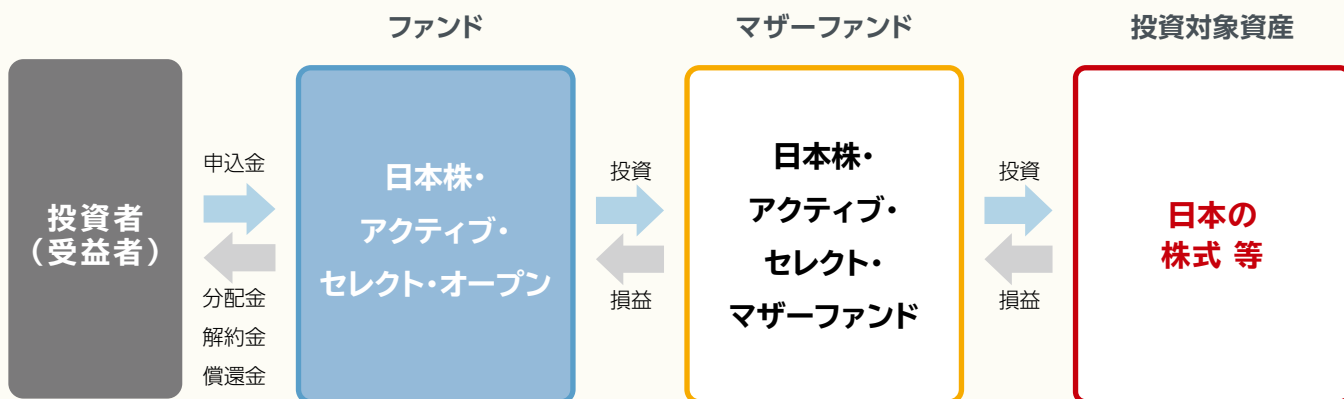 ファンド
マザーファンド
投資対象資産
投資者
（受益者）
申込金
分配金
解約金
償還金
日本株・
アクティブ・
セレクト・オープン
投資
損益
日本株・
アクティブ・
セレクト・
マザーファンド
投資
損益
日本の
株式 等